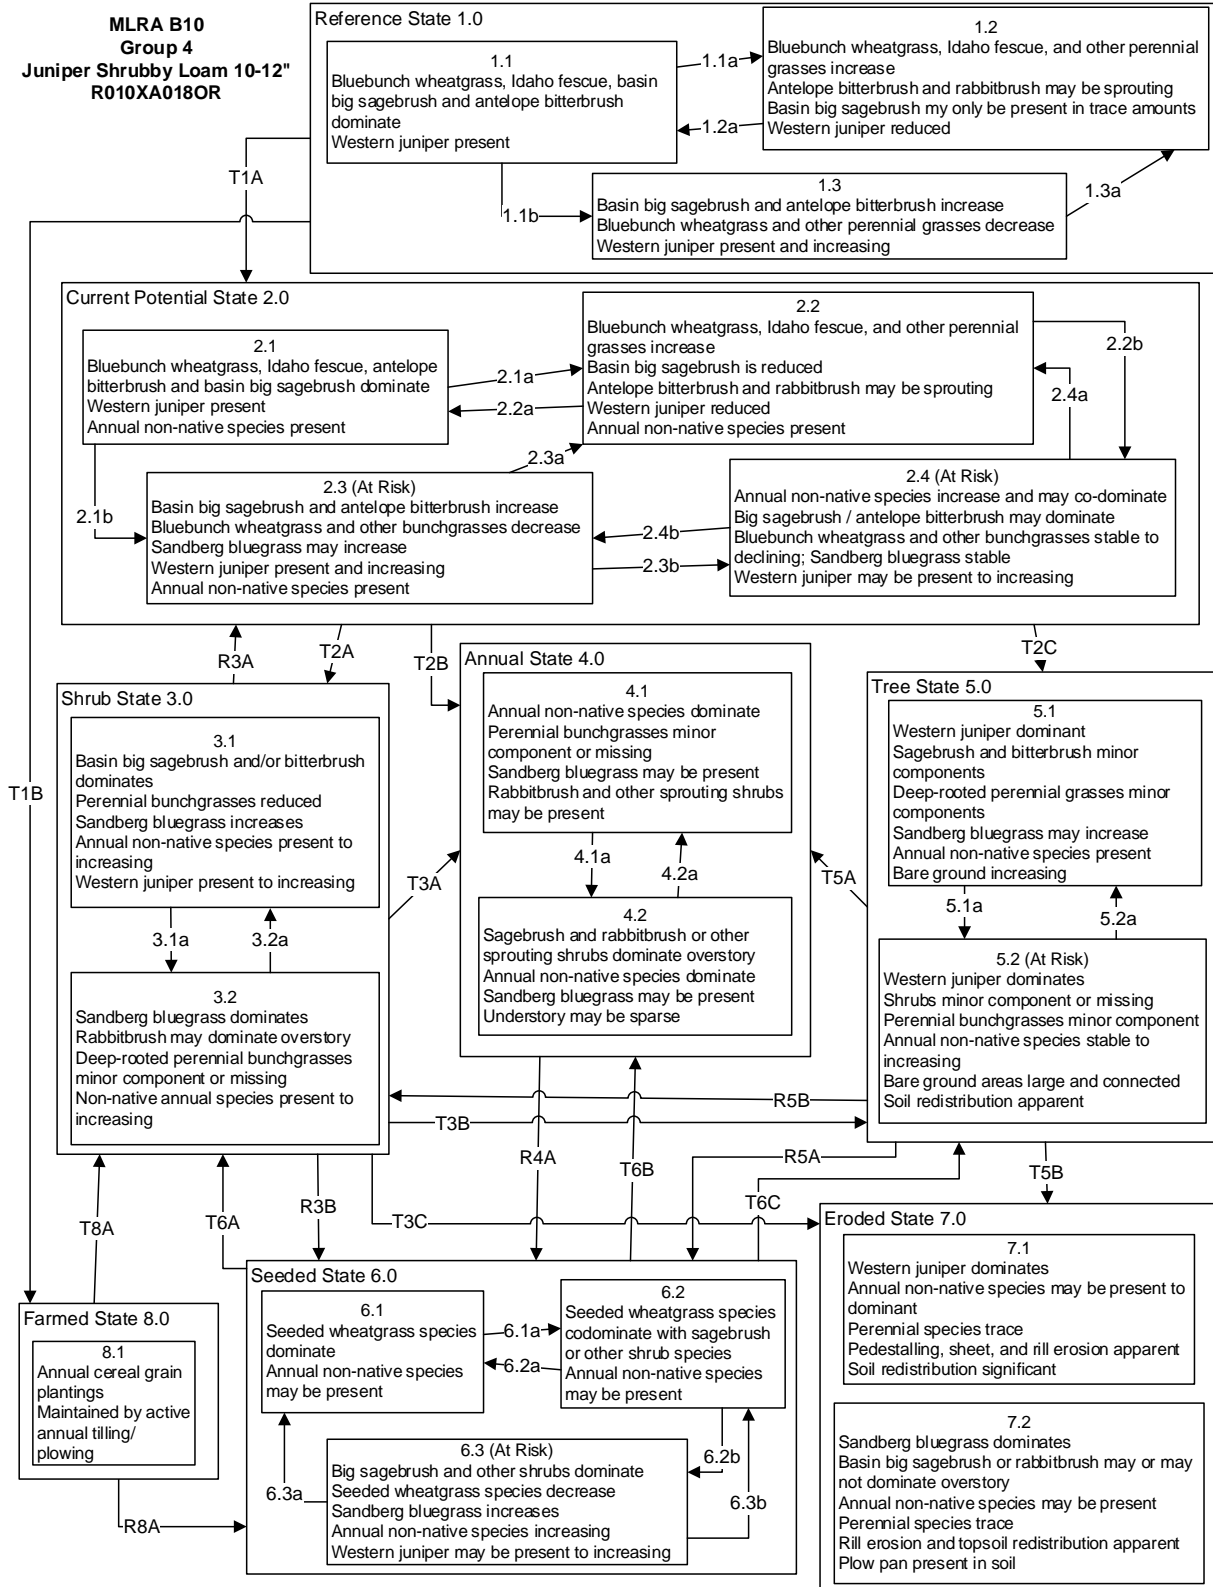 MLRA B10
Group 4
Juniper Shrubby Loam 10-12"
R010XA018OR
Reference State 1.0
1.1
Bluebunch wheatgrass, Idaho fescue, basin
big sagebrush and antelope bitterbrush
dominate
Western juniper present
1.1a
1.2a
1.2
Bluebunch wheatgrass, Idaho fescue, and other perennial
grasses increase
Antelope bitterbrush and rabbitbrush may be sprouting
Basin big sagebrush my only be present in trace amounts
Western juniper reduced
1.1b
1.3
Basin big sagebrush and antelope bitterbrush increase
Bluebunch wheatgrass and other perennial grasses decrease
Western juniper present and increasing
1.3a
T1A
Current Potential State 2.0
2.1
Bluebunch wheatgrass, Idaho fescue, antelope
bitterbrush and basin big sagebrush dominate
Western juniper present
Annual non-native species present
2.1a
2.2a
2.2
Bluebunch wheatgrass, Idaho fescue, and other perennial
grasses increase
Basin big sagebrush is reduced
Antelope bitterbrush and rabbitbrush may be sprouting
Western juniper reduced
Annual non-native species present
2.2b
2.4a
2.1b
2.3a
2.3 (At Risk)
Basin big sagebrush and antelope bitterbrush increase
Bluebunch wheatgrass and other bunchgrasses decrease
Sandberg bluegrass may increase
Western juniper present and increasing
Annual non-native species present
2.4b
2.3b
2.4 (At Risk)
Annual non-native species increase and may co-dominate
Big sagebrush / antelope bitterbrush may dominate
Bluebunch wheatgrass and other bunchgrasses stable to
declining; Sandberg bluegrass stable
Western juniper may be present to increasing
R3A
T2A
T2B
T2C
T1B
Shrub State 3.0
3.1
Basin big sagebrush and/or bitterbrush
dominates
Perennial bunchgrasses reduced
Sandberg bluegrass increases
Annual non-native species present to
increasing
Western juniper present to increasing
3.1a
3.2a
3.2
Sandberg bluegrass dominates
Rabbitbrush may dominate overstory
Deep-rooted perennial bunchgrasses
minor component or missing
Non-native annual species present to
increasing
T3A
Annual State 4.0
4.1
Annual non-native species dominate
Perennial bunchgrasses minor
component or missing
Sandberg bluegrass may be present
Rabbitbrush and other sprouting shrubs
may be present
4.1a
4.2a
4.2
Sagebrush and rabbitbrush or other
sprouting shrubs dominate overstory
Annual non-native species dominate
Sandberg bluegrass may be present
Understory may be sparse
T5A
Tree State 5.0
5.1
Western juniper dominant
Sagebrush and bitterbrush minor
components
Deep-rooted perennial grasses minor
components
Sandberg bluegrass may increase
Annual non-native species present
Bare ground increasing
5.1a
5.2a
5.2 (At Risk)
Western juniper dominates
Shrubs minor component or missing
Perennial bunchgrasses minor component
Annual non-native species stable to
increasing
Bare ground areas large and connected
Soil redistribution apparent
R5B
T3B
T8A
T6A
R3B
T3C
R4A
T6B
R5A
T6C
T5B
Farmed State 8.0
8.1
Annual cereal grain
plantings
Maintained by active
annual tilling/
plowing
R8A
Seeded State 6.0
6.1
Seeded wheatgrass species
dominate
Annual non-native species
may be present
6.1a
6.2a
6.2
Seeded wheatgrass species
codominate with sagebrush
or other shrub species
Annual non-native species
may be present
6.3a
6.2b
6.3b
6.3 (At Risk)
Big sagebrush and other shrubs dominate
Seeded wheatgrass species decrease
Sandberg bluegrass increases
Annual non-native species increasing
Western juniper may be present to increasing
Eroded State 7.0
7.1
Western juniper dominates
Annual non-native species may be present to
dominant
Perennial species trace
Pedestalling, sheet, and rill erosion apparent
Soil redistribution significant
7.2
Sandberg bluegrass dominates
Basin big sagebrush or rabbitbrush may or may
not dominate overstory
Annual non-native species may be present
Perennial species trace
Rill erosion and topsoil redistribution apparent
Plow pan present in soil